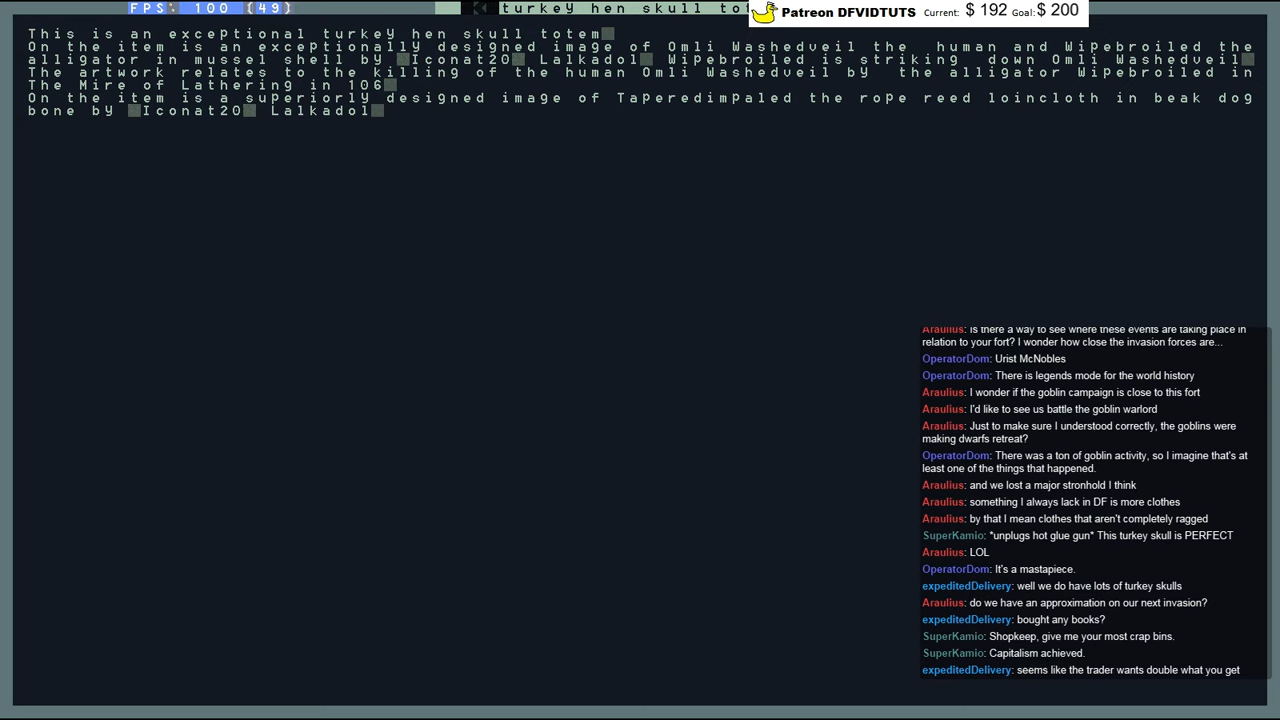 FPS: 100 (49)
turkey hen skull to
Patreon DFVIDTUTS Current: $ 192 Goal: $ 200
This is an exceptional turkey hen skull totem
On the item is an exceptionally designed image of Omli Washedveil the human and Wipebroiled the
alligator in mussel shell by Iconat20 Lalkadol Wipebroiled is striking down Omli Washedveil
The artwork relates to the killing of the human Omli Washedveil by the alligator Wipebroiled in
The Mire of Lathering in 106
On the item is a superiorly designed image of Taperedimpaled the rope reed loincloth in beak dog
bone by Iconat20 Lalkadol
Araulius: Is there a way to see where these events are taking place in
relation to your fort? I wonder how close the invasion forces are...
OperatorDom: Urist McNobles
OperatorDom: There is legends mode for the world history
Araulius: I wonder if the goblin campaign is close to this fort
Araulius: I'd like to see us battle the goblin warlord
Araulius: Just to make sure I understood correctly, the goblins were
making dwarfs retreat?
OperatorDom: There was a ton of goblin activity, so I imagine that's at
least one of the things that happened.
Araulius: and we lost a major stronhold I think
Araulius: something I always lack in DF is more clothes
Araulius: by that I mean clothes that aren't completely ragged
SuperKamio: *unplugs hot glue gun* This turkey skull is PERFECT
Araulius: LOL
OperatorDom: It's a mastapiece.
expeditedDelivery: well we do have lots of turkey skulls
Araulius: do we have an approximation on our next invasion?
expeditedDelivery: bought any books?
SuperKamio: Shopkeep, give me your most crap bins.
SuperKamio: Capitalism achieved.
expeditedDelivery: seems like the trader wants double what you get